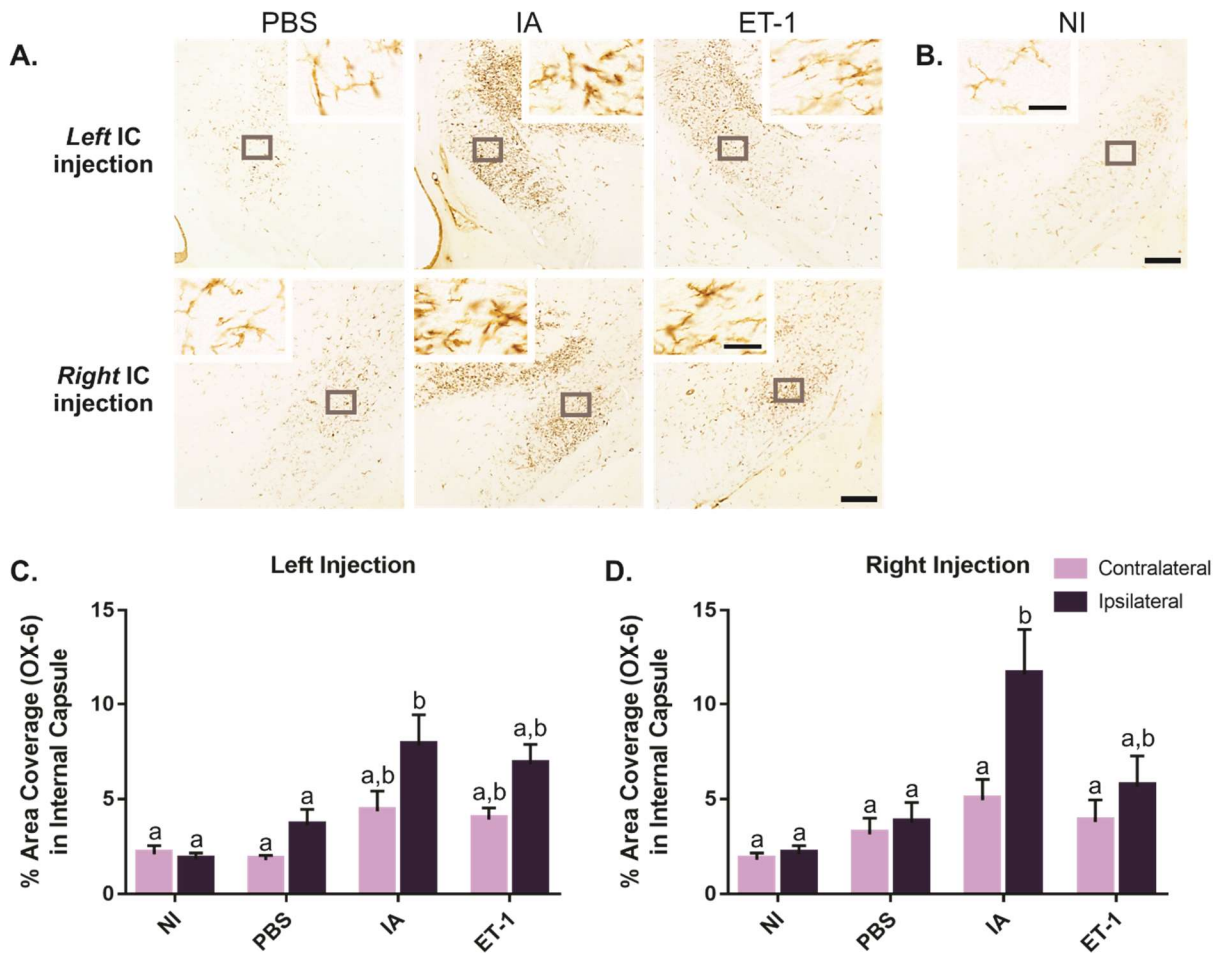 PBS
IA
ET-1
NI
A.
B.
Left IC
injection
Right IC
injection
C.
Left Injection
% Area Coverage (OX-6)
in Internal Capsule
15
10
5
0
a
a
a
a
a,b
b
a,b
a,b
NI
PBS
IA
ET-1
D.
Right Injection
Contralateral
Ipsilateral
% Area Coverage (OX-6)
in Internal Capsule
15
10
5
0
a
a
a
a
a
b
a
a,b
NI
PBS
IA
ET-1